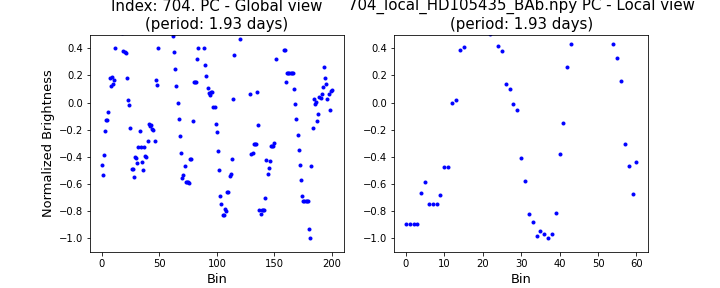 Index: 704. PC - Global view
(period: 1.93 days)
704_local_HD105435_BAb.npy PC - Local view
(period: 1.93 days)
Normalized Brightness
0.4
0.2
0.0
−0.2
−0.4
−0.6
−0.8
−1.0
0 50 100 150 200
Bin
0.4
0.2
0.0
−0.2
−0.4
−0.6
−0.8
−1.0
0 10 20 30 40 50 60
Bin